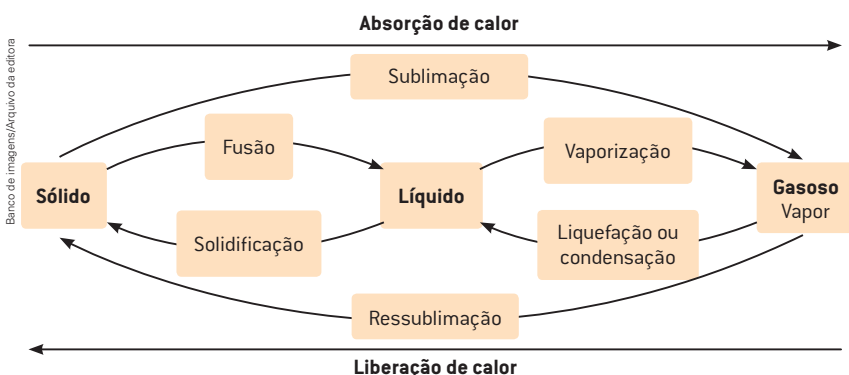 Absorção de calor
Banco de imagens/Arquivo da editora
Sublimação
Fusão
Vaporização
Sólido
Líquido
Gasoso
Vapor
Solidificação
Liquefação ou
condensação
Ressublimação
Liberação de calor